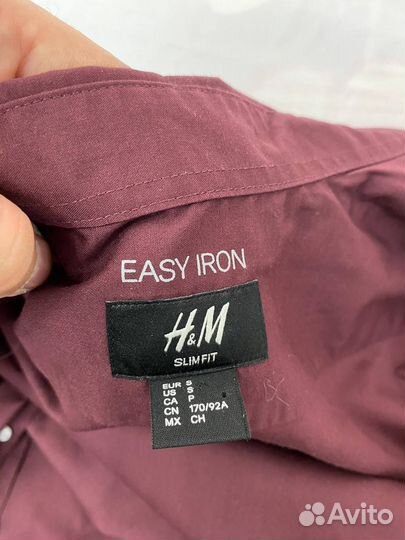 EASY IRON
H&M
SLIM FIT
EUR S
US S
CA P
CN 170/92A
MX CH
Avito